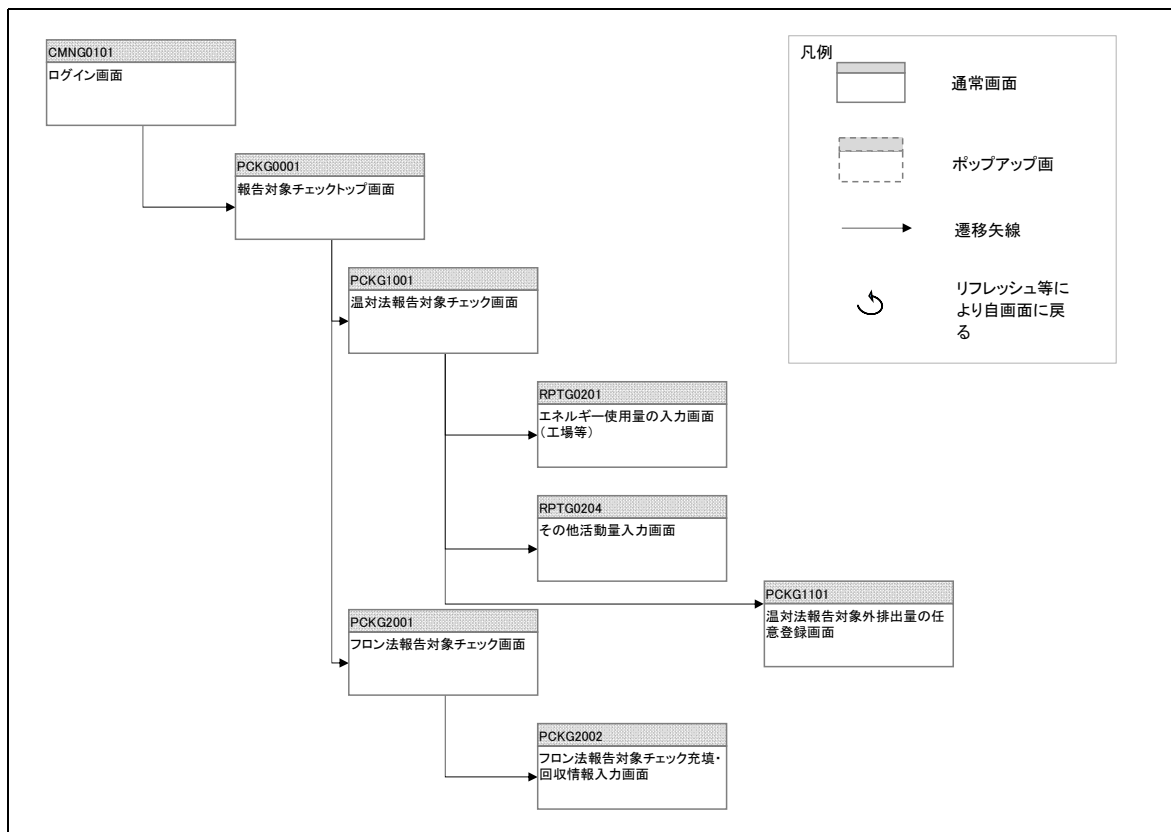 CMNG0101
ログイン画面
PCKG0001
報告対象チェックトップ画面
PCKG1001
温対法報告対象チェック画面
RPTG0201
エネルギー使用量の入力画面
(工場等)
RPTG0204
その他活動量入力画面
PCKG1101
温対法報告対象外排出量の任
意登録画面
PCKG2001
フロン法報告対象チェック画面
PCKG2002
フロン法報告対象チェック充填・
回収情報入力画面
凡例
通常画面
ポップアップ画
遷移矢線
リフレッシュ等に
より自画面に戻
る